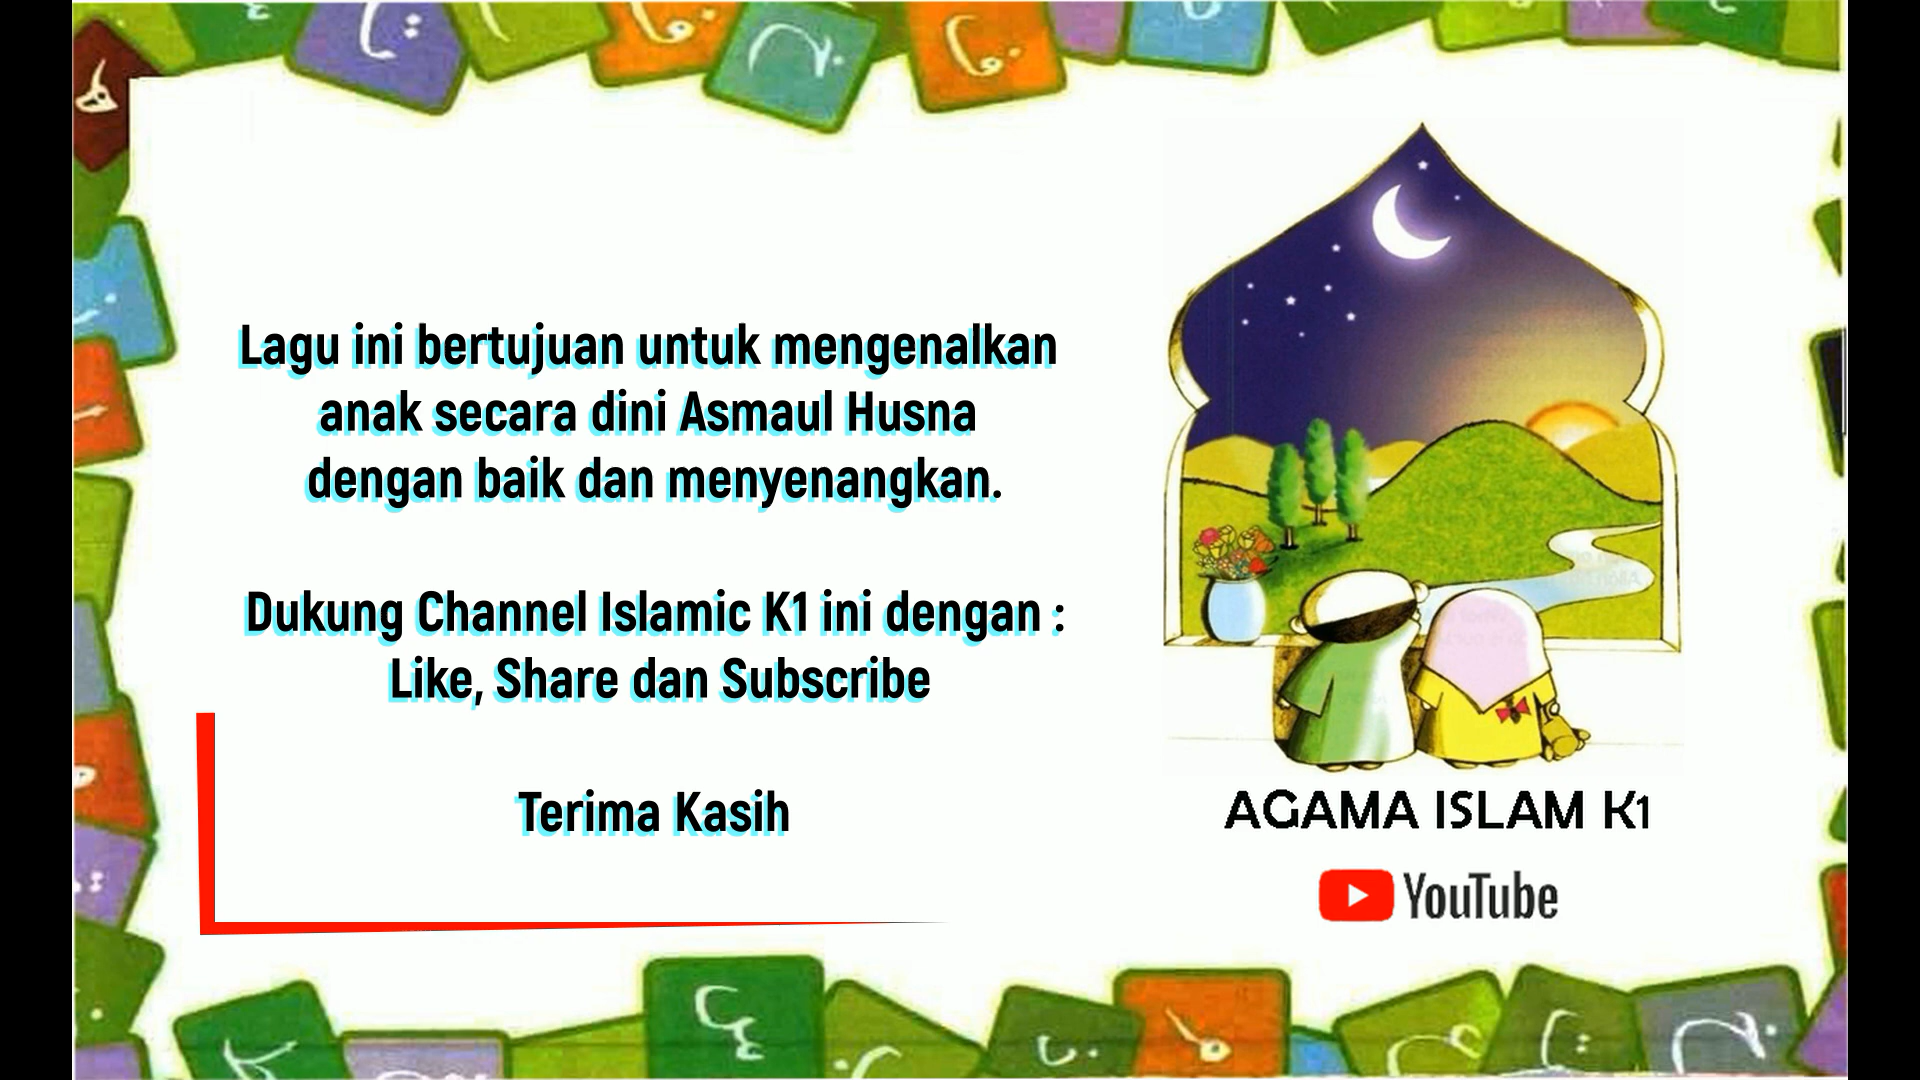 Lagu ini bertujuan untuk mengenalkan
anak secara dini Asmaul Husna
dengan baik dan menyenangkan.
Dukung Channel Islamic K1 ini dengan :
Like, Share dan Subscribe
Terima Kasih
AGAMA ISLAM K1
YouTube